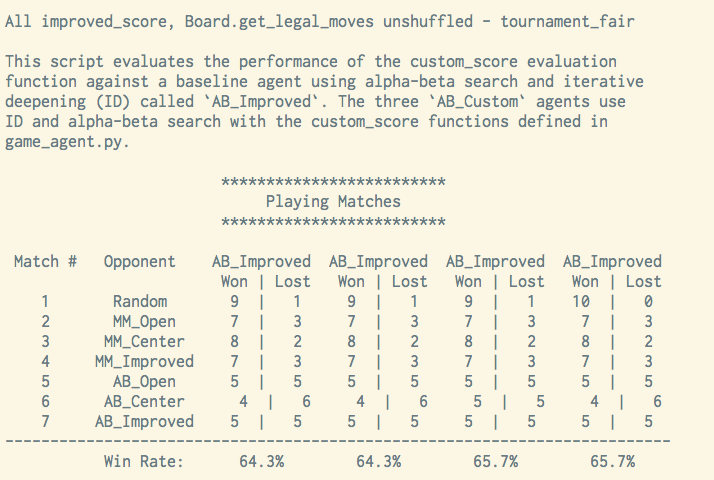 All improved_score, Board.get_legal_moves unshuffled - tournament_fair
This script evaluates the performance of the custom_score evaluation
function against a baseline agent using alpha-beta search and iterative
deepening (ID) called `AB_Improved`. The three `AB_Custom` agents use
ID and alpha-beta search with the custom_score functions defined in
game_agent.py.
*************************
Playing Matches
*************************
Match # Opponent AB_Improved AB_Improved AB_Improved AB_Improved
Won | Lost Won | Lost Won | Lost Won | Lost
1 Random 9 | 1 9 | 1 9 | 1 10 | 0
2 MM_Open 7 | 3 7 | 3 7 | 3 7 | 3
3 MM_Center 8 | 2 8 | 2 8 | 2 8 | 2
4 MM_Improved 7 | 3 7 | 3 7 | 3 7 | 3
5 AB_Open 5 | 5 5 | 5 5 | 5 5 | 5
6 AB_Center 4 | 6 4 | 6 5 | 5 4 | 6
7 AB_Improved 5 | 5 5 | 5 5 | 5 5 | 5
--------------------------------------------------------------------------
Win Rate: 64.3% 64.3% 65.7% 65.7%